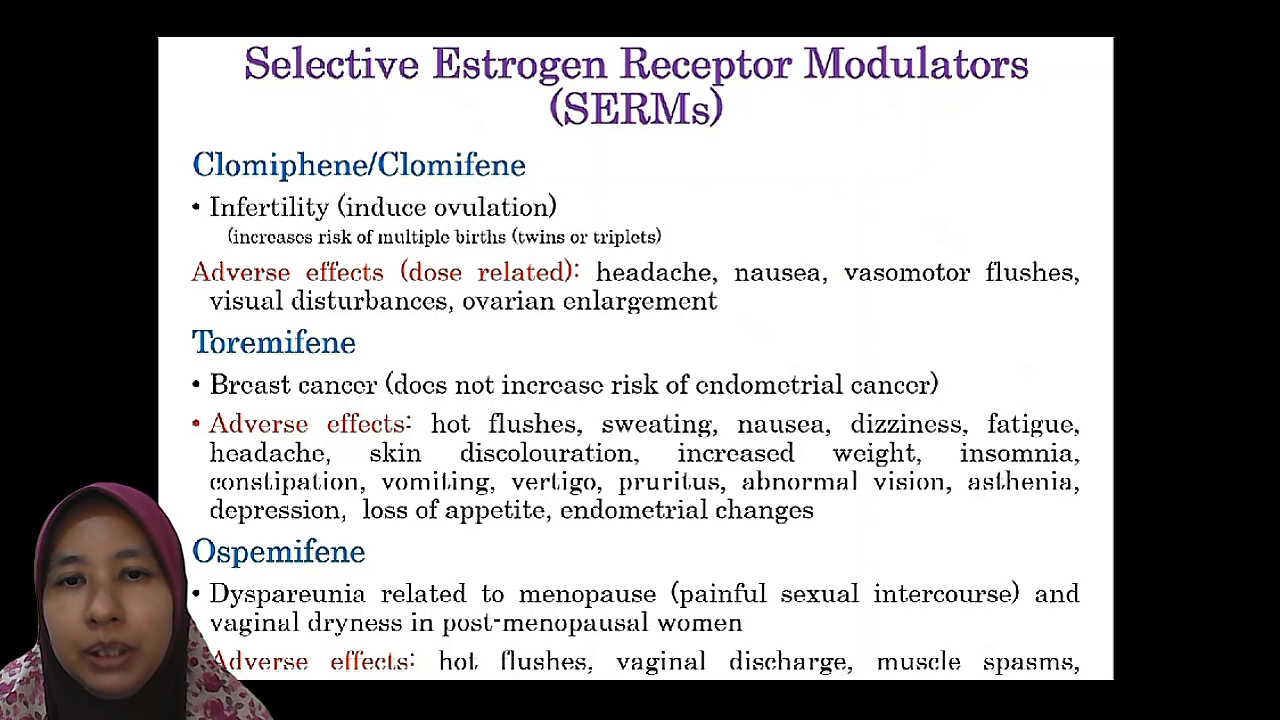 Selective Estrogen Receptor Modulators
(SERMs)
Clomiphene/Clomifene
• Infertility (induce ovulation)
(increases risk of multiple births (twins or triplets)
Adverse effects (dose related): headache, nausea, vasomotor flushes,
visual disturbances, ovarian enlargement
Toremifene
• Breast cancer (does not increase risk of endometrial cancer)
• Adverse effects: hot flushes, sweating, nausea, dizziness, fatigue,
headache, skin discolouration, increased weight, insomnia,
constipation, vomiting, vertigo, pruritus, abnormal vision, asthenia,
depression, loss of appetite, endometrial changes
Ospemifene
• Dyspareunia related to menopause (painful sexual intercourse) and
vaginal dryness in post-menopausal women
Adverse effects: hot flushes, vaginal discharge, muscle spasms,